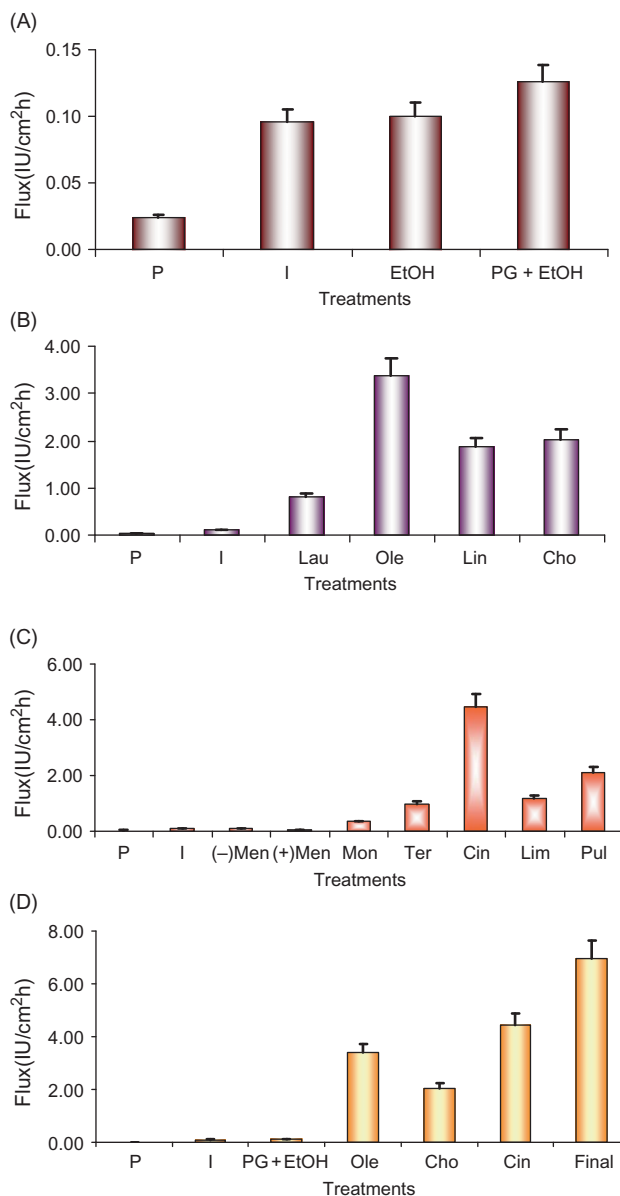 (A)
0.15
0.10
0.05
0.00
Flux(IU/cm²h)
P I EtOH PG + EtOH
Treatments
(B)
4.00
3.00
2.00
1.00
0.00
Flux(IU/cm²h)
P I Lau Ole Lin Cho
Treatments
(C)
6.00
4.00
2.00
0.00
Flux(IU/cm²h)
P I (−)Men (+)Men Mon Ter Cin Lim Pul
Treatments
(D)
8.00
6.00
4.00
2.00
0.00
Flux(IU/cm²h)
P I PG+EtOH Ole Cho Cin Final
Treatments